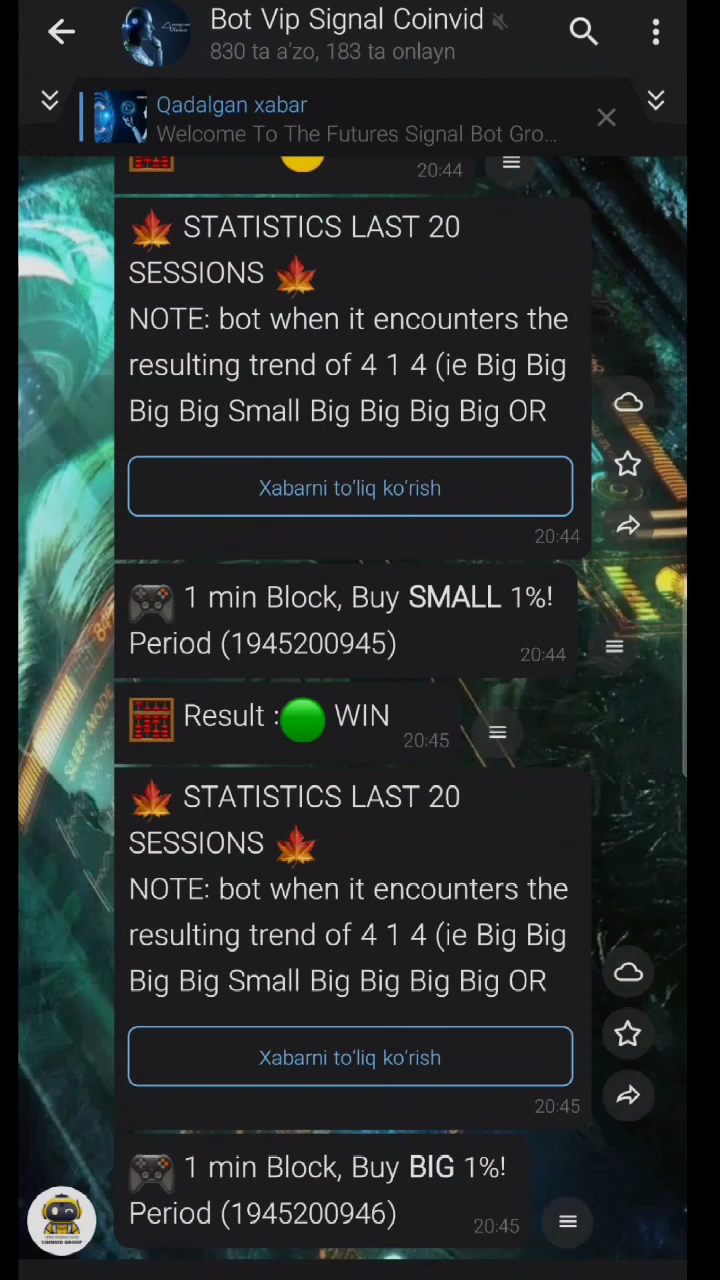 Bot Vip Signal Coinvid
830 ta a’zo, 183 ta onlayn
Qadalgan xabar
Welcome To The Futures Signal Bot Gro...
20:44
🍁 STATISTICS LAST 20
SESSIONS 🍁
NOTE: bot when it encounters the
resulting trend of 4 1 4 (ie Big Big
Big Big Small Big Big Big Big OR
Xabarni to‘liq ko‘rish
20:44
🎮 1 min Block, Buy SMALL 1%!
Period (1945200945)
20:44
🧮 Result :🟢 WIN
20:45
🍁 STATISTICS LAST 20
SESSIONS 🍁
NOTE: bot when it encounters the
resulting trend of 4 1 4 (ie Big Big
Big Big Small Big Big Big Big OR
Xabarni to‘liq ko‘rish
20:45
🎮 1 min Block, Buy BIG 1%!
Period (1945200946)
20:45
SLEEP MODE
COINVID GROUP